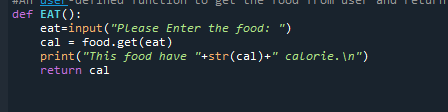 #An user-defined function to get the food from user and return
def EAT():
    eat=input("Please Enter the food: ")
    cal = food.get(eat)
    print("This food have "+str(cal)+" calorie.\n")
    return cal